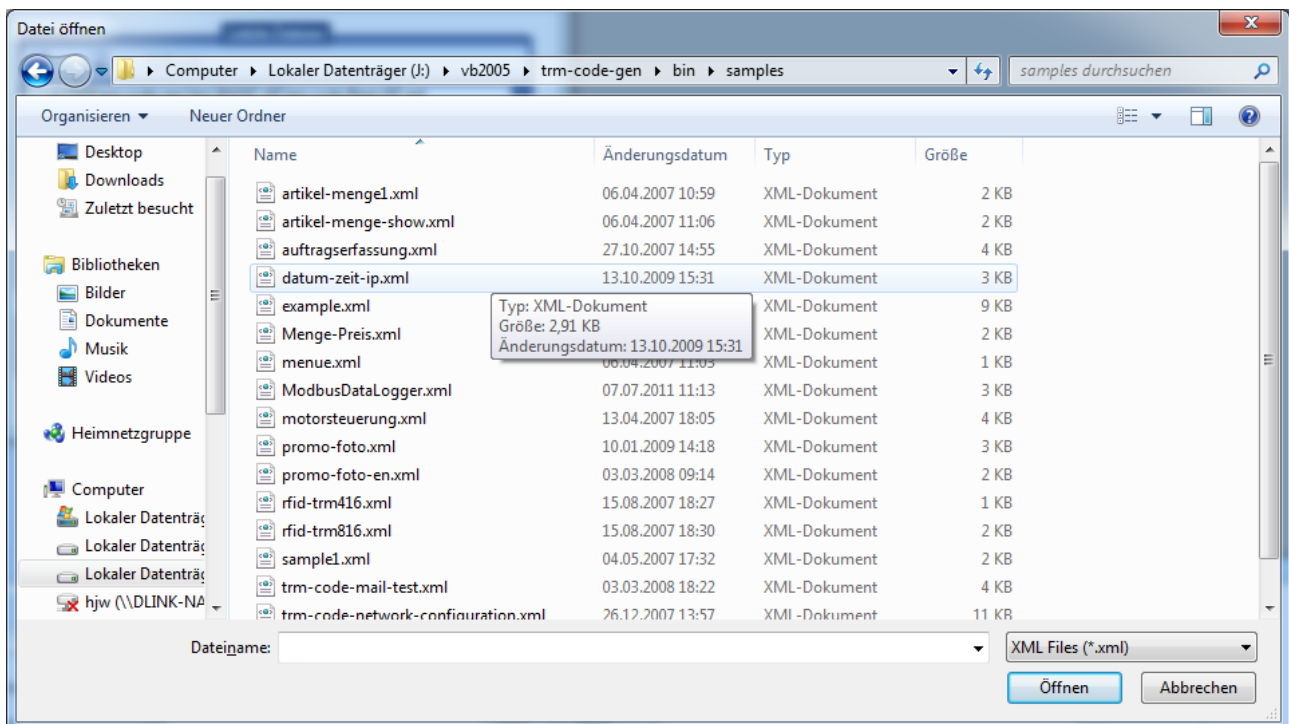 Datei öffnen
Computer Lokaler Datenträger (J:) vb2005 trm-code-gen bin samples
samples durchsuchen
Organisieren Neuer Ordner
Desktop
Downloads
Zuletzt besucht
Bibliotheken
Bilder
Dokumente
Musik
Videos
Heimnetzgruppe
Computer
Lokaler Datenträg
Lokaler Datenträg
Lokaler Datenträg
hjw (\\DLINK-NA
Name Änderungsdatum Typ Größe
artikel-menge1.xml 06.04.2007 10:59 XML-Dokument 2 KB
artikel-menge-show.xml 06.04.2007 11:06 XML-Dokument 2 KB
auftragserfassung.xml 27.10.2007 14:55 XML-Dokument 4 KB
datum-zeit-ip.xml 13.10.2009 15:31 XML-Dokument 3 KB
example.xml XML-Dokument 9 KB
Menge-Preis.xml XML-Dokument 2 KB
menue.xml 06.04.2007 11:03 XML-Dokument 1 KB
ModbusDataLogger.xml 07.07.2011 11:13 XML-Dokument 3 KB
motorsteuerung.xml 13.04.2007 18:05 XML-Dokument 4 KB
promo-foto.xml 10.01.2009 14:18 XML-Dokument 3 KB
promo-foto-en.xml 03.03.2008 09:14 XML-Dokument 2 KB
rfid-trm416.xml 15.08.2007 18:27 XML-Dokument 1 KB
rfid-trm816.xml 15.08.2007 18:30 XML-Dokument 2 KB
sample1.xml 04.05.2007 17:32 XML-Dokument 2 KB
trm-code-mail-test.xml 03.03.2008 18:22 XML-Dokument 4 KB
trm-code-network-configuration.xml 26.12.2007 13:57 XML-Dokument 11 KB
Typ: XML-Dokument
Größe: 2,91 KB
Änderungsdatum: 13.10.2009 15:31
Dateiname:
XML Files (*.xml)
Öffnen Abbrechen